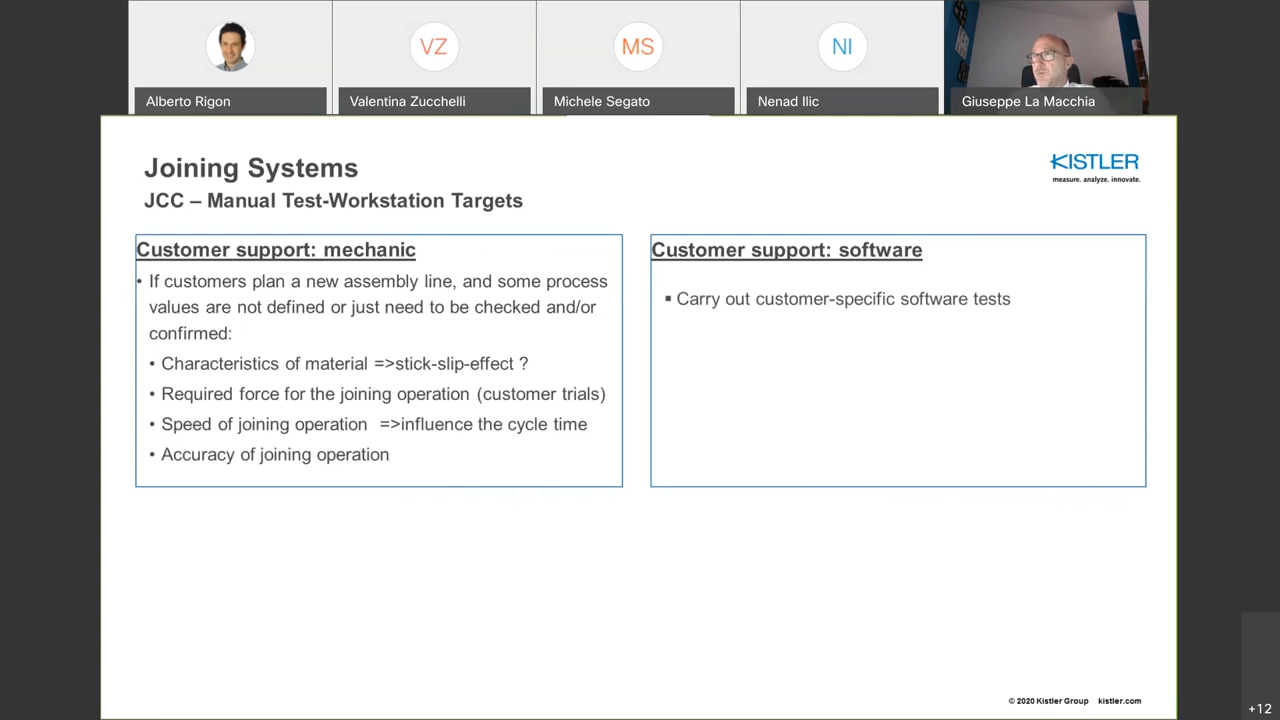 VZ
MS
NI
Alberto Rigon
Valentina Zucchelli
Michele Segato
Nenad Ilic
Giuseppe La Macchia
Joining Systems
KISTLER
measure. analyze. innovate.
JCC – Manual Test-Workstation Targets
Customer support: mechanic
• If customers plan a new assembly line, and some process
values are not defined or just need to be checked and/or
confirmed:
• Characteristics of material =>stick-slip-effect ?
• Required force for the joining operation (customer trials)
• Speed of joining operation =>influence the cycle time
• Accuracy of joining operation
Customer support: software
▪ Carry out customer-specific software tests
© 2020 Kistler Group kistler.com
+12